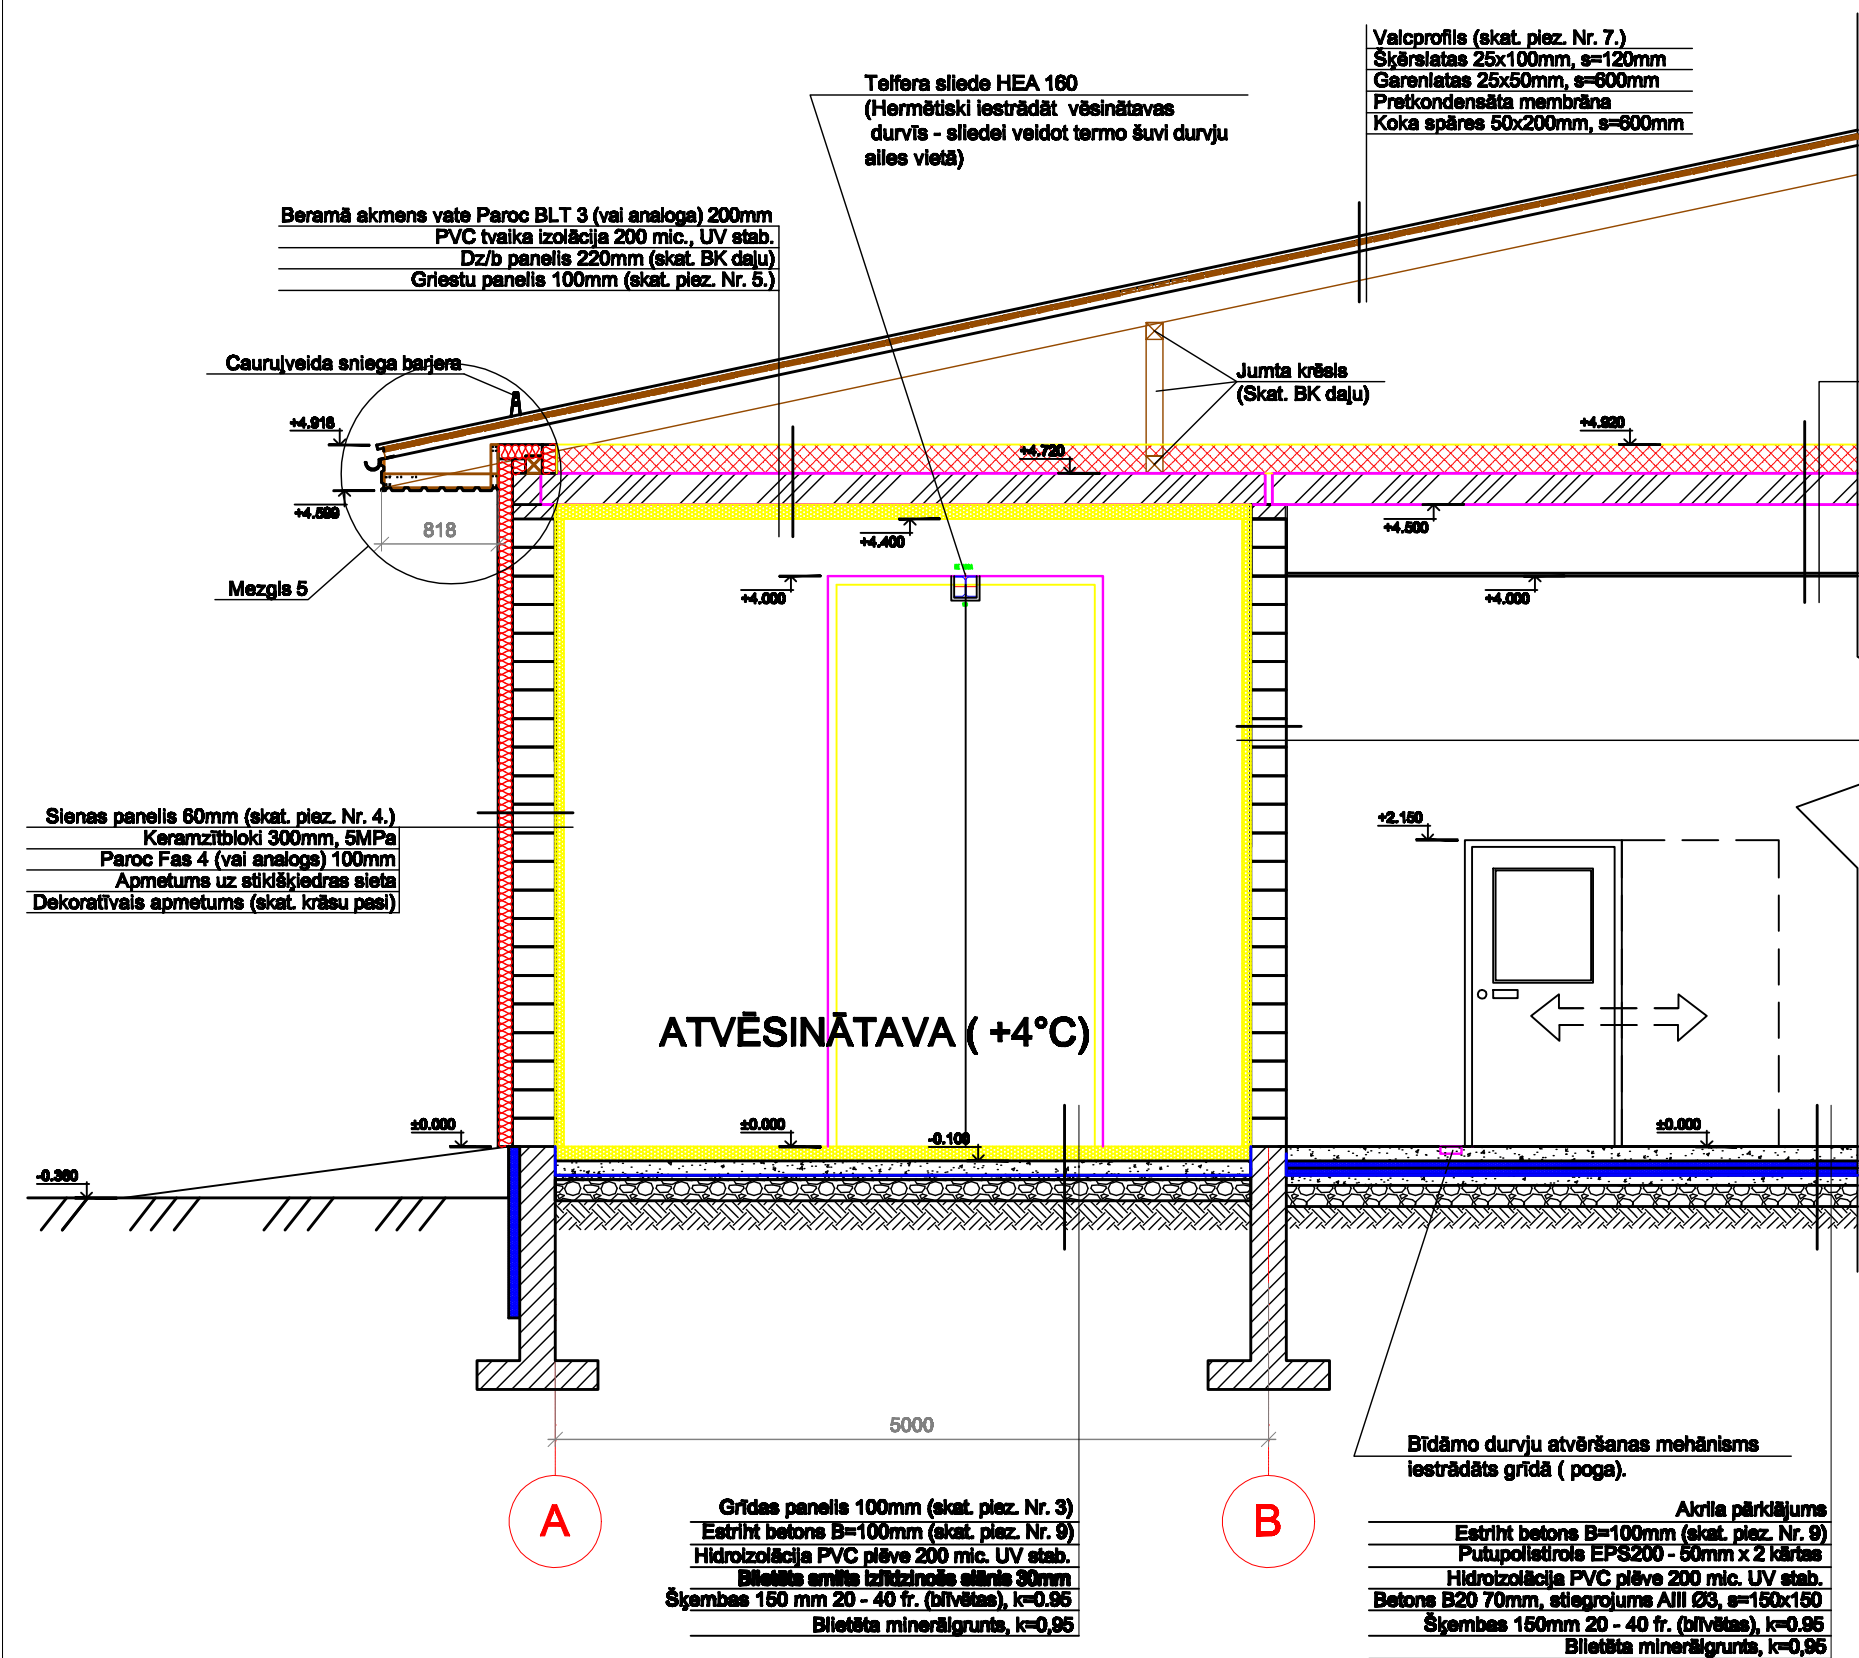 Valcprofils (skat. piez. Nr. 7.)
Šķērslatas 25x100mm, s=120mm
Garenlatas 25x50mm, s=600mm
Pretkondensāta membrāna
Koka spāres 50x200mm, s=600mm
Telfera sliede HEA 160
(Hermētiski iestrādāt vēsinātavas
durvīs - sliedei veidot termo šuvi durvju
ailes vietā)
Beramā akmens vate Paroc BLT 3 (vai analoga) 200mm
PVC tvaika izolācija 200 mic., UV stab.
Dz/b panelis 220mm (skat. BK daļu)
Griestu panelis 100mm (skat. piez. Nr. 5.)
Cauruļveida sniega barjera
Jumta krēsls
(Skat. BK daļu)
+4.918
+4.920
+4.720
+4.599
818
+4.400
+4.500
Mezgls 5
+4.000
+4.000
Sienas panelis 60mm (skat. piez. Nr. 4.)
Keramzītbloki 300mm, 5MPa
Paroc Fas 4 (vai analogs) 100mm
Apmetums uz stiklšķiedras sieta
Dekoratīvais apmetums (skat. krāsu pasi)
+2.150
ATVĒSINĀTAVA ( +4°C)
±0.000
±0.000
-0.100
±0.000
-0.360
5000
A
B
Bīdāmo durvju atvēršanas mehānisms
iestrādāts grīdā ( poga).
Grīdas panelis 100mm (skat. piez. Nr. 3)
Estriht betons B=100mm (skat. piez. Nr. 9)
Hidroizolācija PVC plēve 200 mic. UV stab.
Blietēts smilts izlīdzinošs slānis 30mm
Šķembas 150 mm 20 - 40 fr. (blīvētas), k=0.95
Blietēta minerālgrunts, k=0,95
Akrila pārklājums
Estriht betons B=100mm (skat. piez. Nr. 9)
Putupolistirols EPS200 - 50mm x 2 kārtas
Hidroizolācija PVC plēve 200 mic. UV stab.
Betons B20 70mm, stiegrojums AIII Ø3, s=150x150
Šķembas 150mm 20 - 40 fr. (blīvētas), k=0.95
Blietēta minerālgrunts, k=0,95